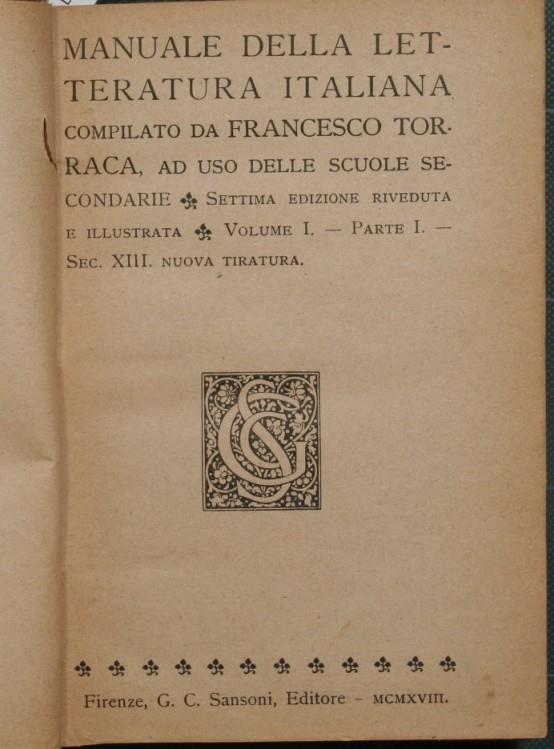 MANUALE DELLA LET-
TERATURA ITALIANA
COMPILATO DA FRANCESCO TOR-
RACA, AD USO DELLE SCUOLE SE-
CONDARIE ❧ SETTIMA EDIZIONE RIVEDUTA
E ILLUSTRATA ❧ VOLUME I. — PARTE I. —
SEC. XIII. NUOVA TIRATURA.
GCS
Firenze, G. C. Sansoni, Editore – MCMXVIII.